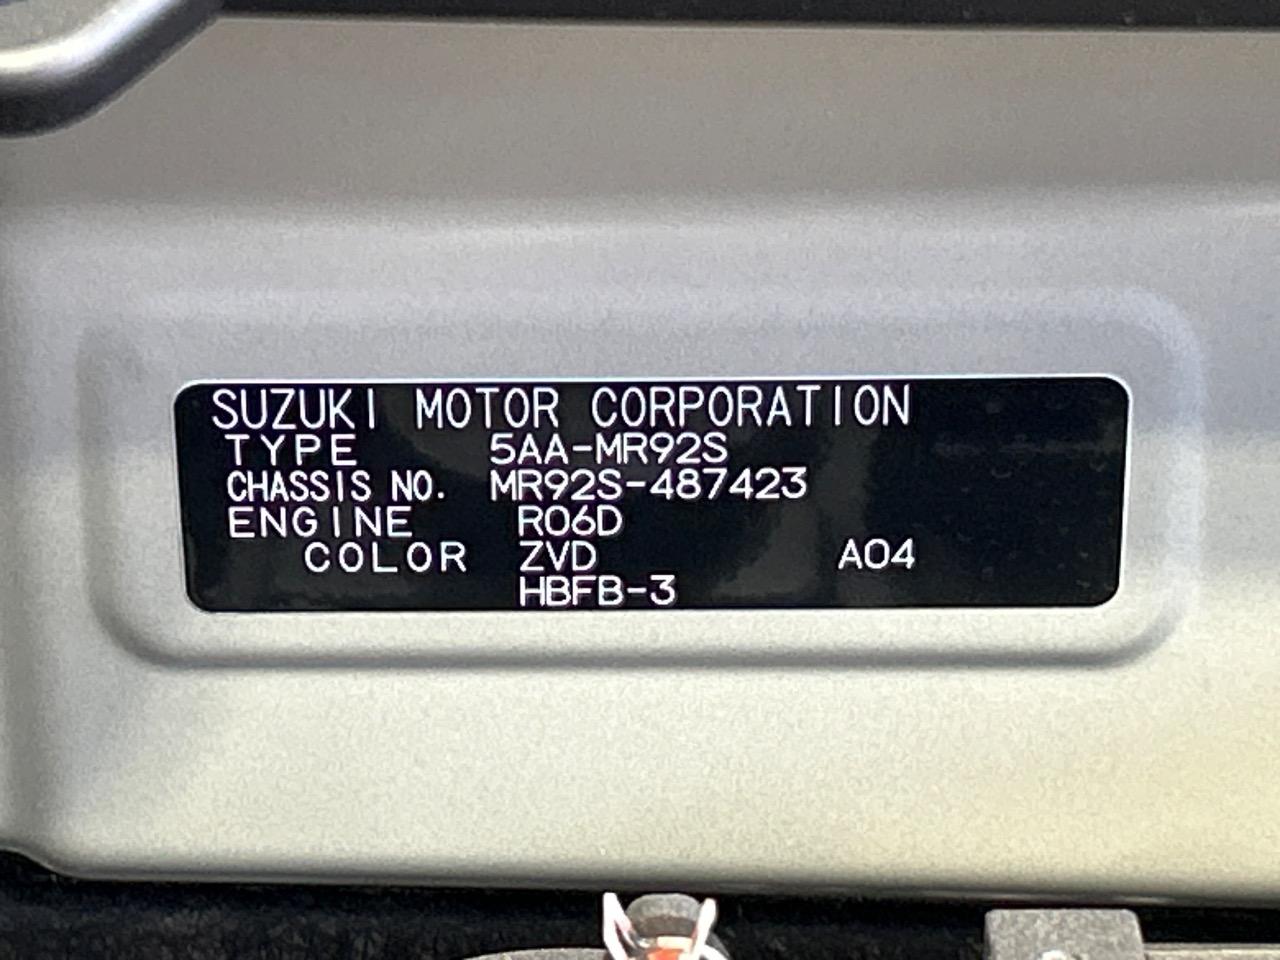 SUZUKI MOTOR CORPORATION
TYPE 5AA-MR92S
CHASSIS NO. MR92S-487423
ENGINE R06D
COLOR ZVD A04
HBFB-3